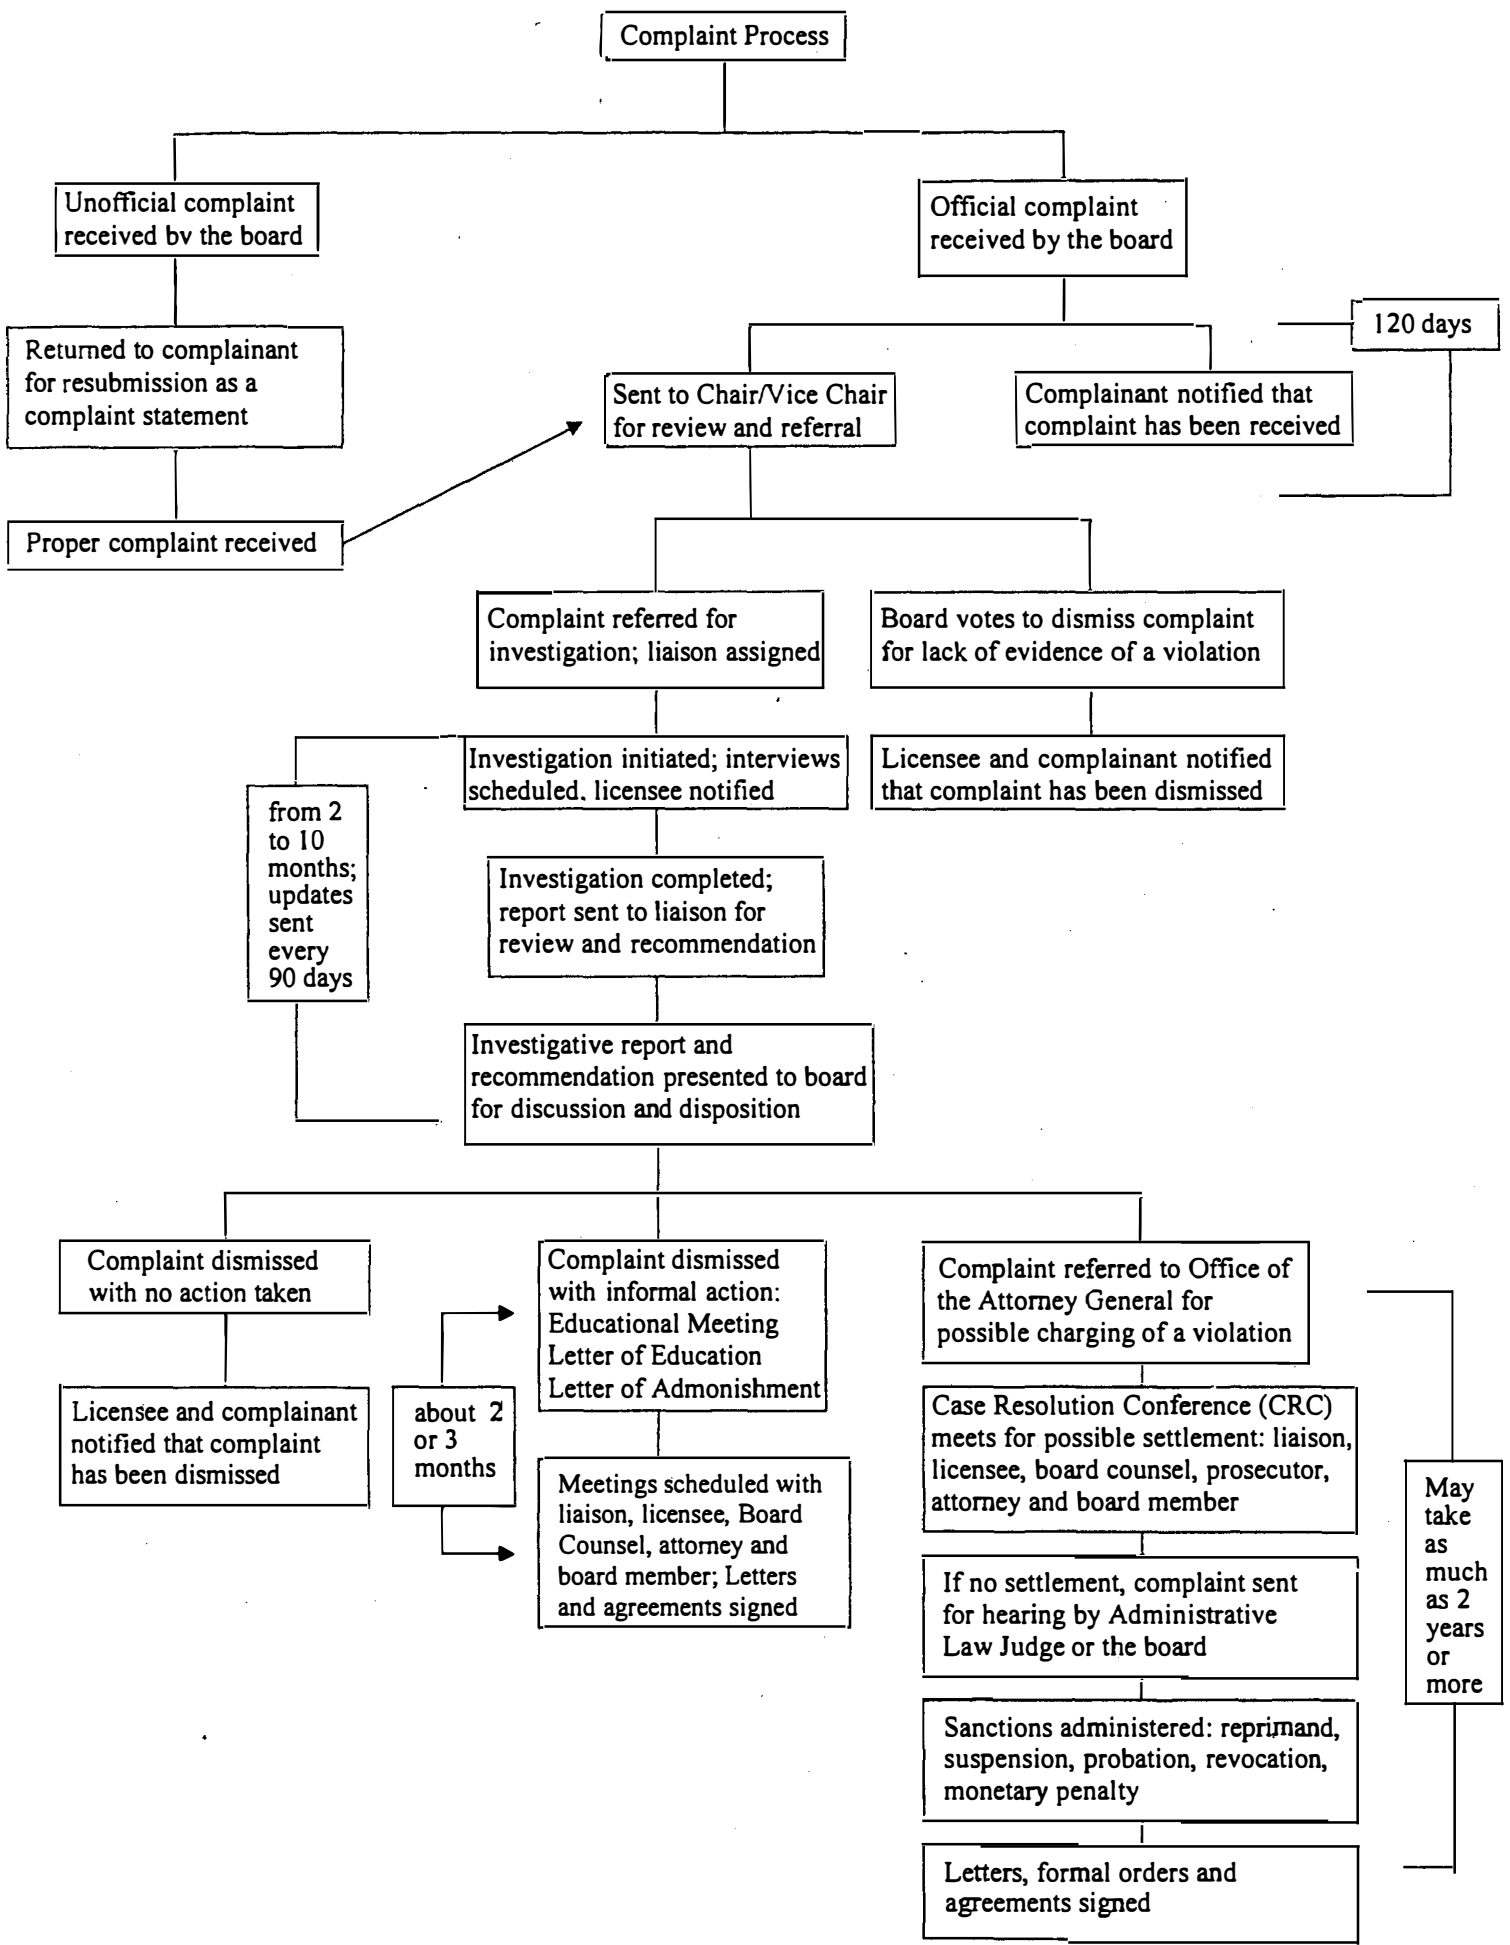 Complaint Process
Unofficial complaint
received by the board
Official complaint
received by the board
120 days
Returned to complainant
for resubmission as a
complaint statement
Sent to Chair/Vice Chair
for review and referral
Complainant notified that
complaint has been received
Proper complaint received
Complaint referred for
investigation; liaison assigned
Board votes to dismiss complaint
for lack of evidence of a violation
Investigation initiated; interviews
scheduled, licensee notified
Licensee and complainant notified
that complaint has been dismissed
from 2
to 10
months;
updates
sent
every
90 days
Investigation completed;
report sent to liaison for
review and recommendation
Investigative report and
recommendation presented to board
for discussion and disposition
Complaint dismissed
with no action taken
Complaint dismissed
with informal action:
Educational Meeting
Letter of Education
Letter of Admonishment
Complaint referred to Office of
the Attorney General for
possible charging of a violation
Licensee and complainant
notified that complaint
has been dismissed
about 2
or 3
months
Meetings scheduled with
liaison, licensee, Board
Counsel, attorney and
board member; Letters
and agreements signed
Case Resolution Conference (CRC)
meets for possible settlement: liaison,
licensee, board counsel, prosecutor,
attorney and board member
May
take
as
much
as 2
years
or
more
If no settlement, complaint sent
for hearing by Administrative
Law Judge or the board
Sanctions administered: reprimand,
suspension, probation, revocation,
monetary penalty
Letters, formal orders and
agreements signed